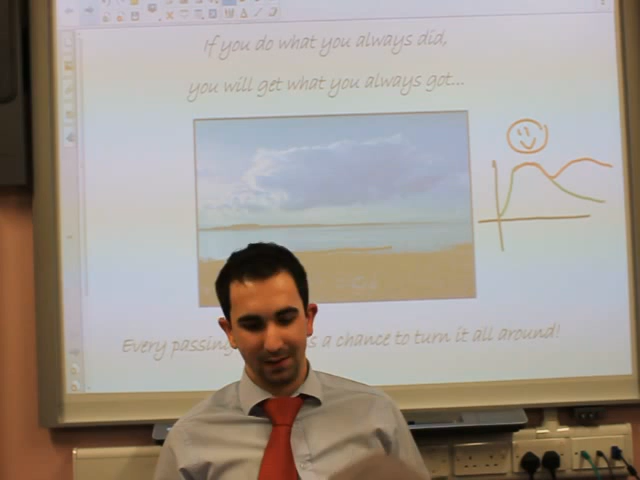 If you do what you always did,
you will get what you always got...
Every passing s a chance to turn it all around!